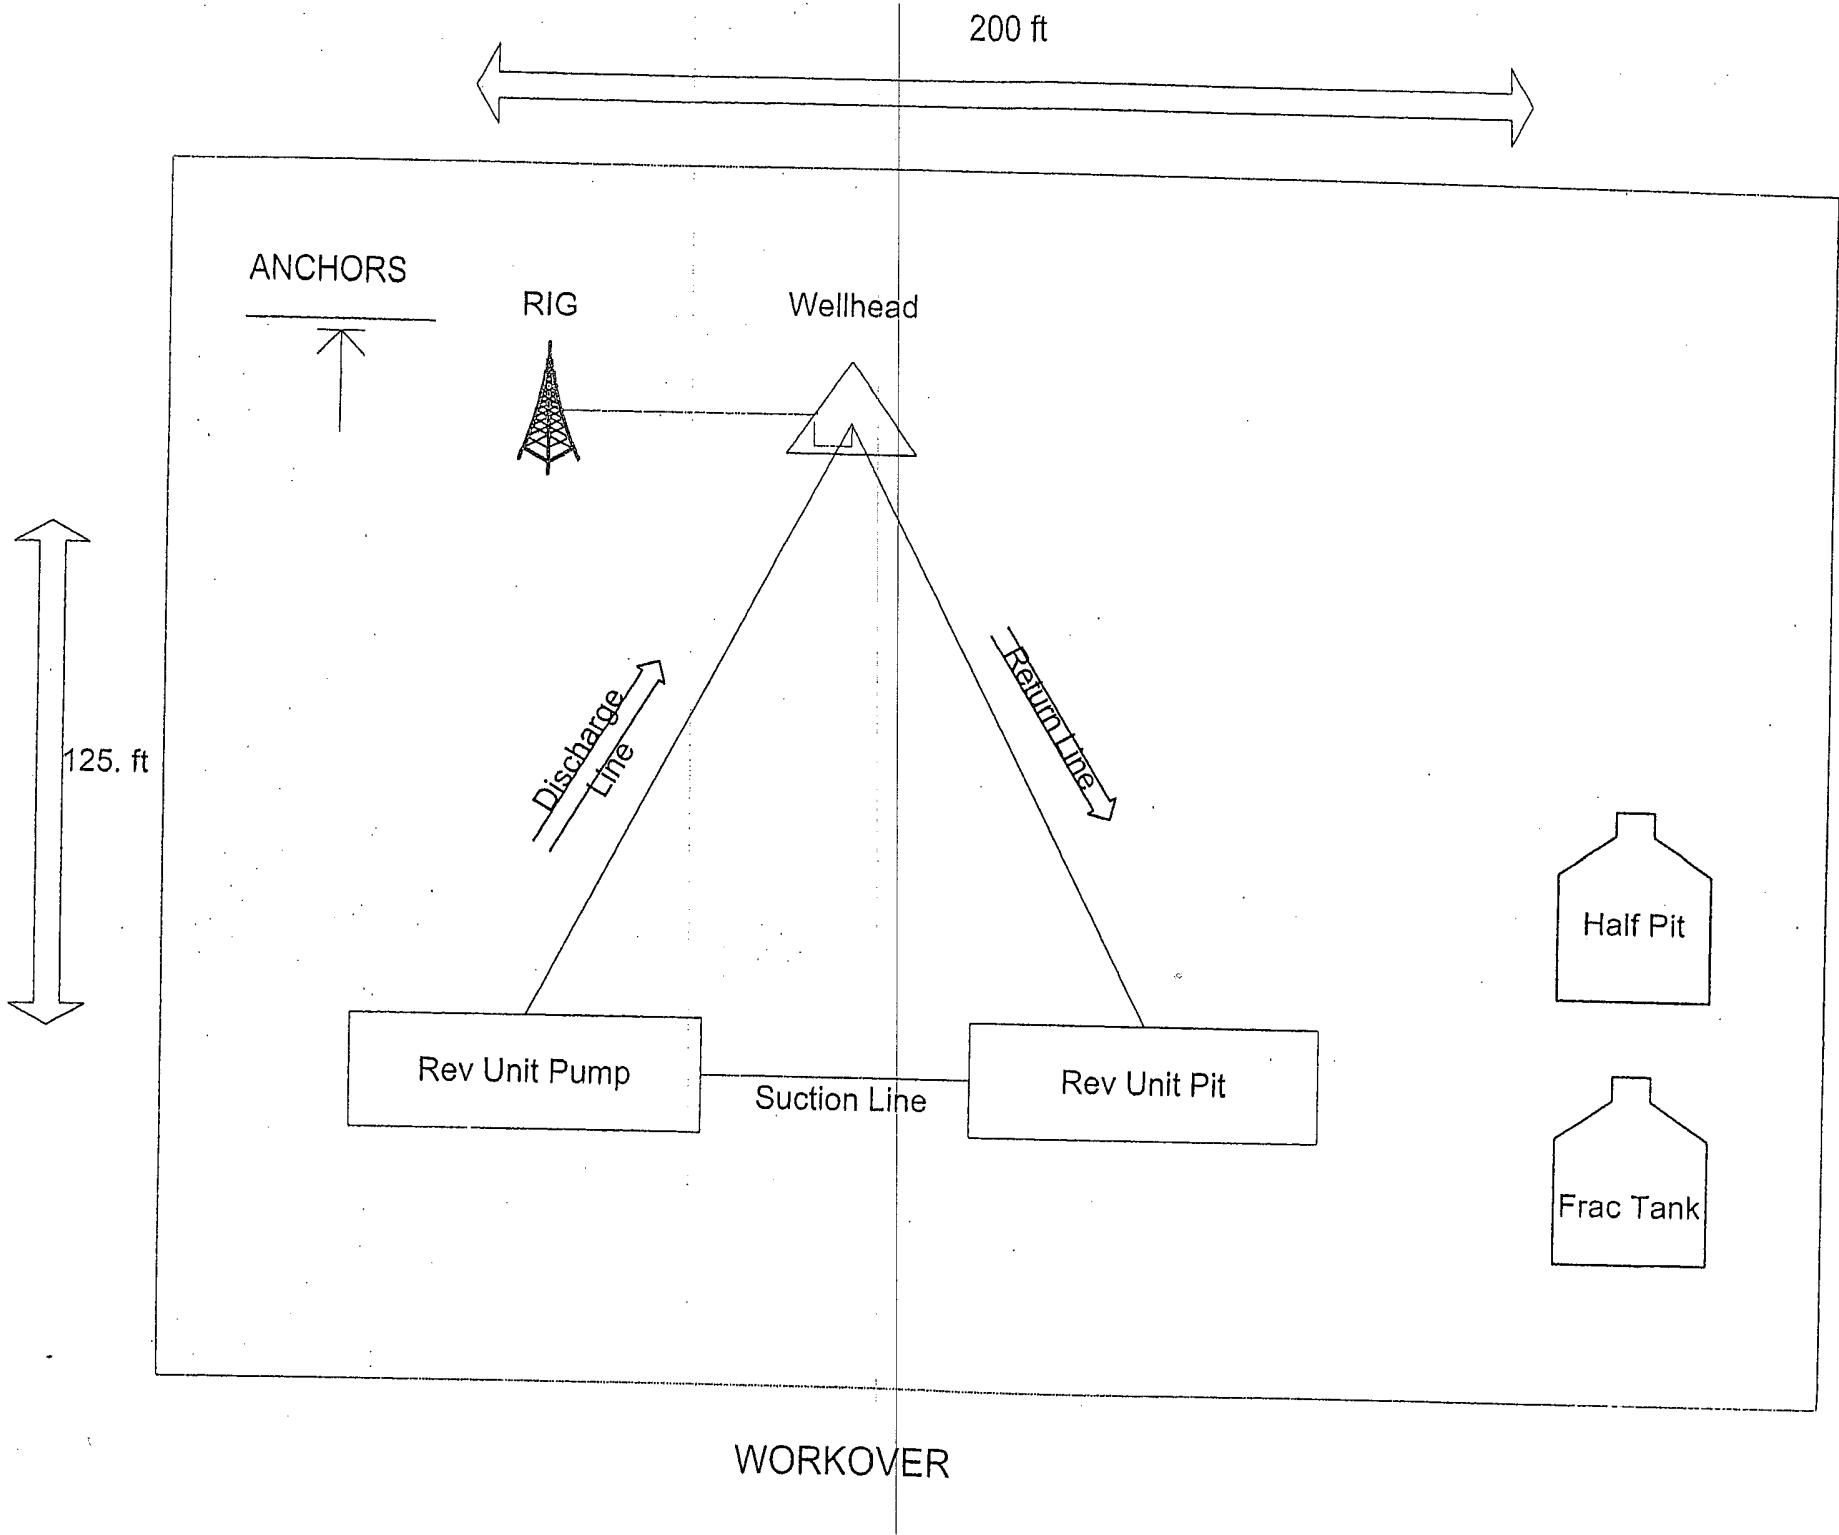 200 ft
ANCHORS
RIG
Wellhead
Discharge
Line
Return Line
125. ft
Half Pit
Rev Unit Pump
Suction Line
Rev Unit Pit
Frac Tank
WORKOVER